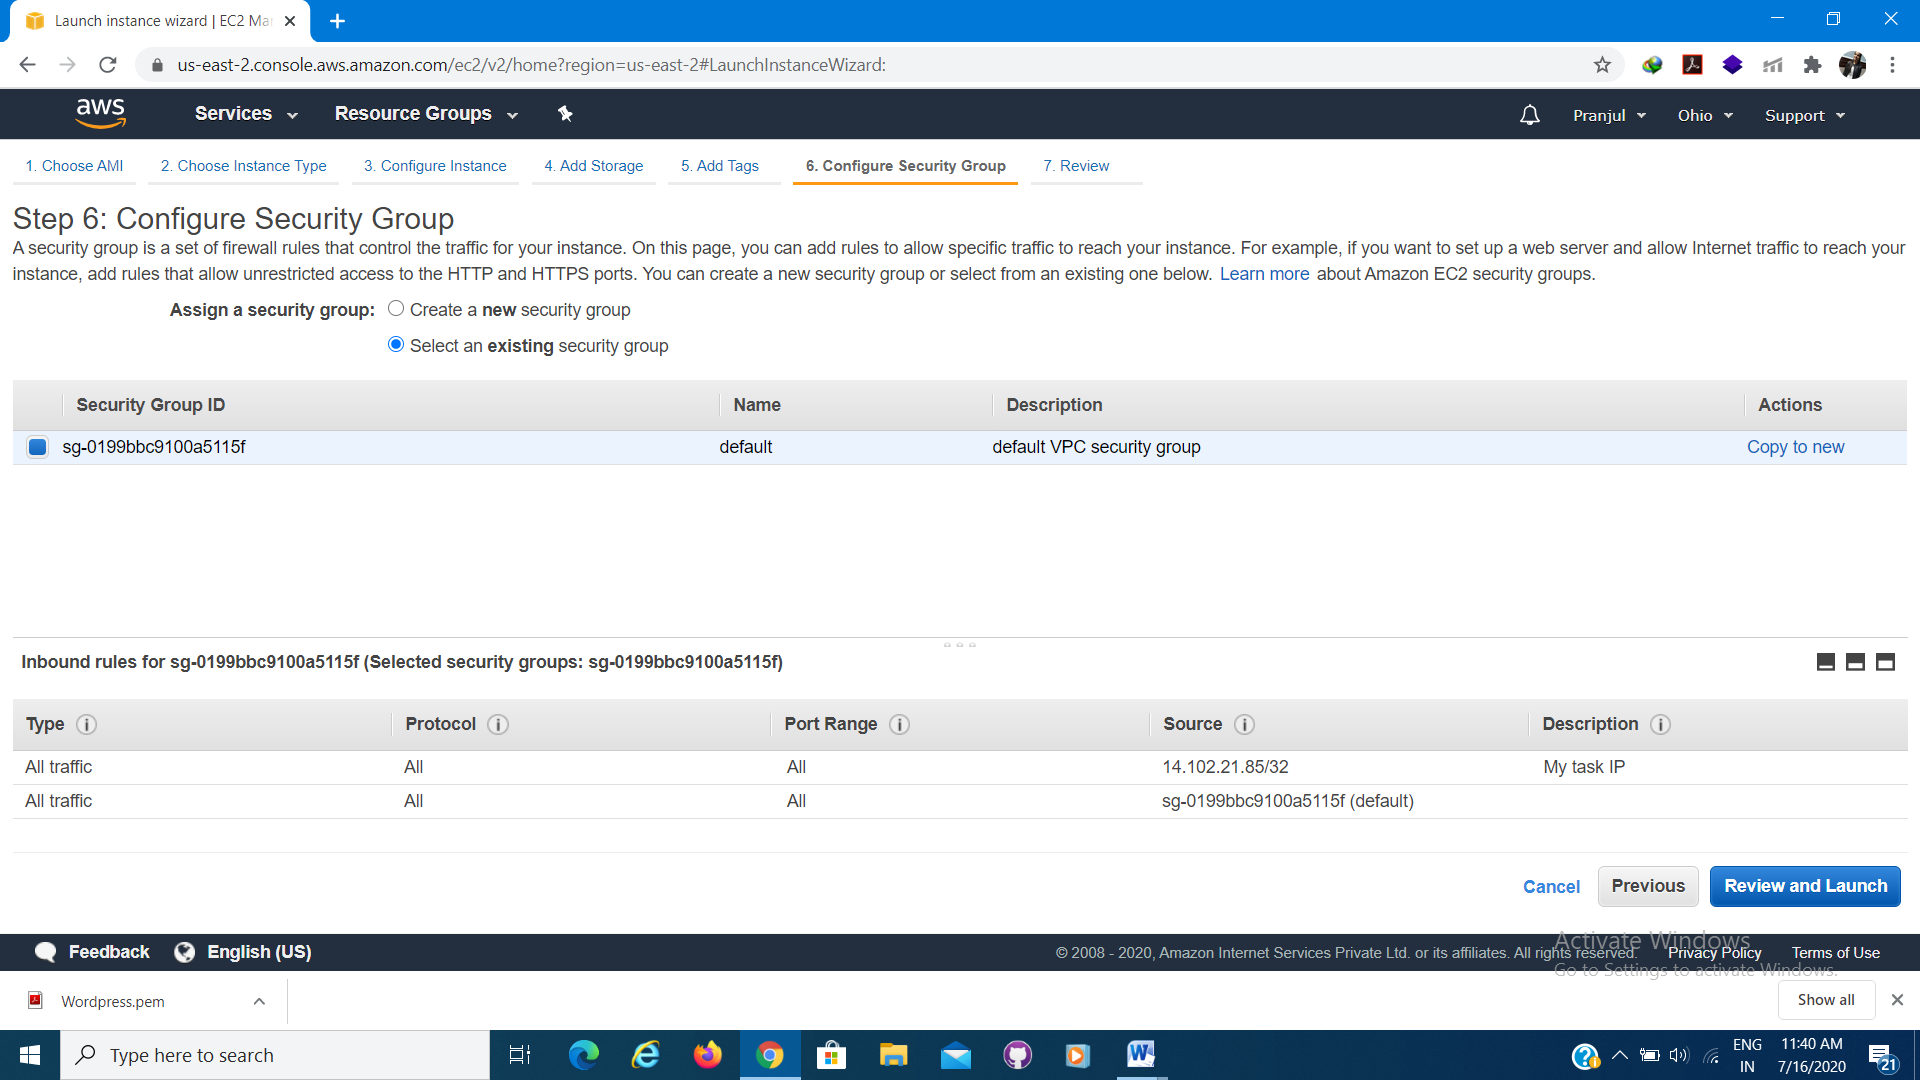 Launch instance wizard | EC2 Ma
us-east-2.console.aws.amazon.com/ec2/v2/home?region=us-east-2#LaunchInstanceWizard:
aws Services Resource Groups Pranjul Ohio Support
1. Choose AMI 2. Choose Instance Type 3. Configure Instance 4. Add Storage 5. Add Tags 6. Configure Security Group 7. Review
Step 6: Configure Security Group
A security group is a set of firewall rules that control the traffic for your instance. On this page, you can add rules to allow specific traffic to reach your instance. For example, if you want to set up a web server and allow Internet traffic to reach your
instance, add rules that allow unrestricted access to the HTTP and HTTPS ports. You can create a new security group or select from an existing one below. Learn more about Amazon EC2 security groups.
Assign a security group: Create a new security group
Select an existing security group
Security Group ID Name Description Actions
sg-0199bbc9100a5115f default default VPC security group Copy to new
Inbound rules for sg-0199bbc9100a5115f (Selected security groups: sg-0199bbc9100a5115f)
Type Protocol Port Range Source Description
All traffic All All 14.102.21.85/32 My task IP
All traffic All All sg-0199bbc9100a5115f (default)
Cancel Previous Review and Launch
Activate Windows
Feedback English (US) © 2008 - 2020, Amazon Internet Services Private Ltd. or its affiliates. All rights reserved. Privacy Policy Terms of Use
Go to Settings to activate Windows.
Wordpress.pem Show all
Type here to search
ENG 11:40 AM
IN 7/16/2020 21